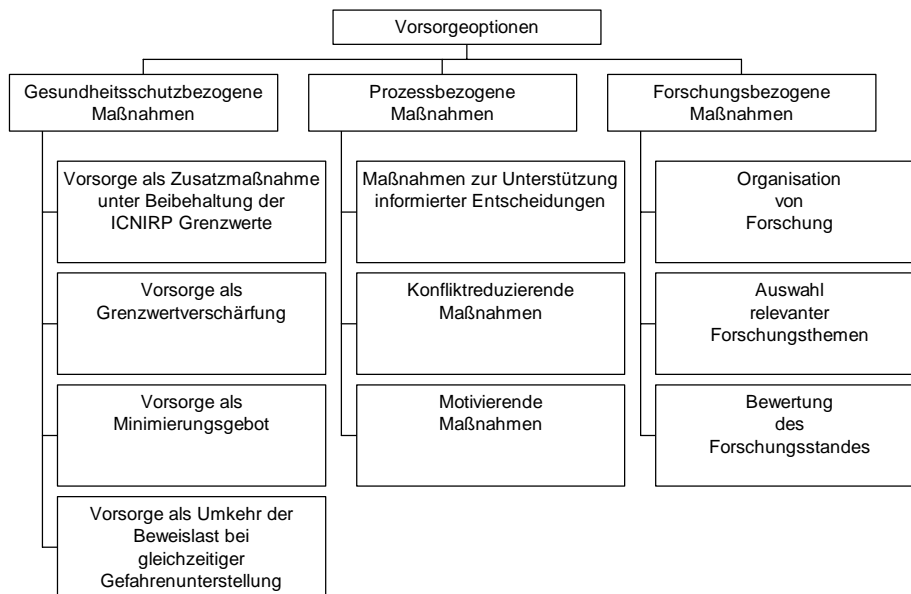 Vorsorgeoptionen
Gesundheitsschutzbezogene
Maßnahmen
Vorsorge als Zusatzmaßnahme
unter Beibehaltung der
ICNIRP Grenzwerte
Vorsorge als
Grenzwertverschärfung
Vorsorge als
Minimierungsgebot
Vorsorge als Umkehr der
Beweislast bei
gleichzeitiger
Gefahrenunterstellung
Prozessbezogene
Maßnahmen
Maßnahmen zur Unterstützung
informierter Entscheidungen
Konfliktreduzierende
Maßnahmen
Motivierende
Maßnahmen
Forschungsbezogene
Maßnahmen
Organisation
von
Forschung
Auswahl
relevanter
Forschungsthemen
Bewertung
des
Forschungsstandes